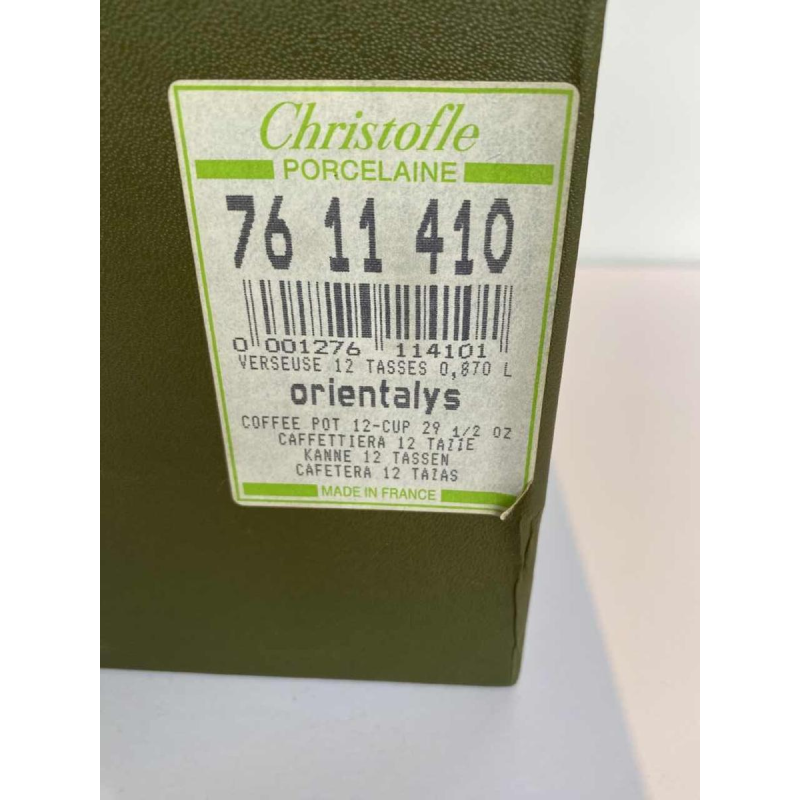 Christofle
PORCELAINE
76 11 410
0 001276 114101
VERSEUSE 12 TASSES 0,870 L
orientalys
COFFEE POT 12-CUP 29 1/2 OZ
CAFFETTIERA 12 TAZZE
KANNE 12 TASSEN
CAFETERA 12 TAZAS
MADE IN FRANCE